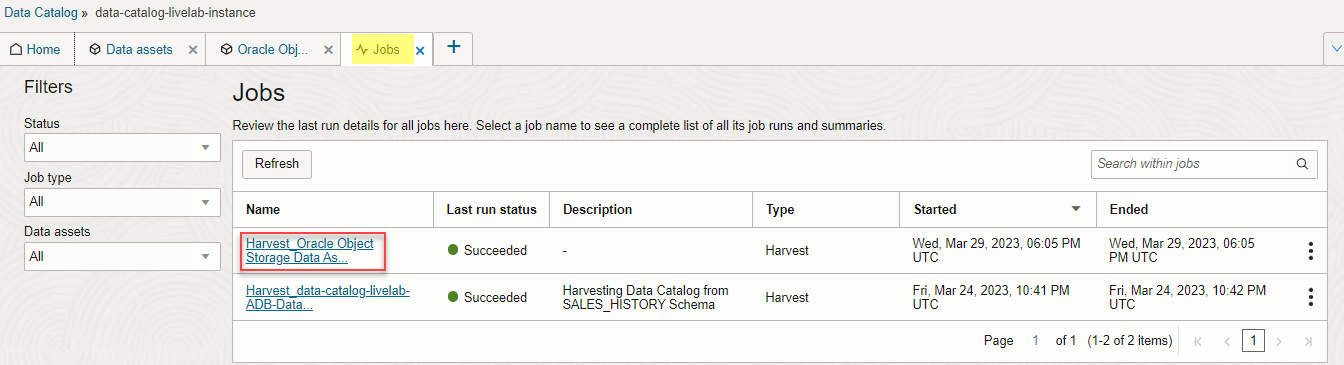 Data Catalog » data-catalog-livelab-instance
Home Data assets × Oracle Obj... × Jobs × +
Filters
Status
All
Job type
All
Data assets
All
Jobs
Review the last run details for all jobs here. Select a job name to see a complete list of all its job runs and summaries.
Refresh Search within jobs
Name Last run status Description Type Started Ended
Harvest_Oracle Object
Storage Data As...
Succeeded
-
Harvest
Wed, Mar 29, 2023, 06:05 PM
UTC
Wed, Mar 29, 2023, 06:05
PM UTC
Harvest_data-catalog-livelab-
ADB-Data...
Succeeded
Harvesting Data Catalog from
SALES_HISTORY Schema
Harvest
Fri, Mar 24, 2023, 10:41 PM
UTC
Fri, Mar 24, 2023, 10:42 PM
UTC
Page 1 of 1 (1-2 of 2 items) 1